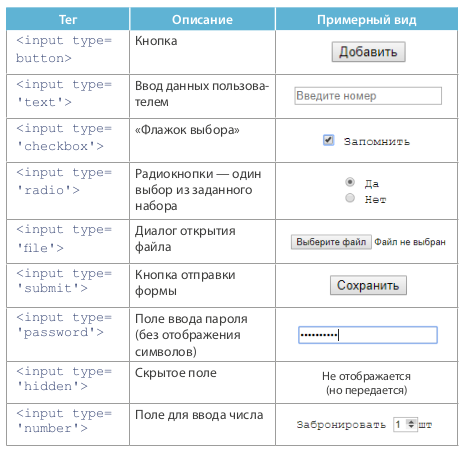 Тег Описание Примерный вид
<input type=
button>
Кнопка
Добавить
<input type=
'text'>
Ввод данных пользова-
телем
Введите номер
<input type=
'checkbox'>
«Флажок выбора»
Запомнить
<input type=
'radio'>
Радиокнопки — один
выбор из заданного
набора
Да
Нет
<input type=
'file'>
Диалог открытия
файла
Выберите файл Файл не выбран
<input type=
'submit'>
Кнопка отправки
формы
Сохранить
<input type=
'password'>
Поле ввода пароля
(без отображения
символов)
••••••••••
<input type=
'hidden'>
Скрытое поле
Не отображается
(но передается)
<input type=
'number'>
Поле для ввода числа
Забронировать 1 шт